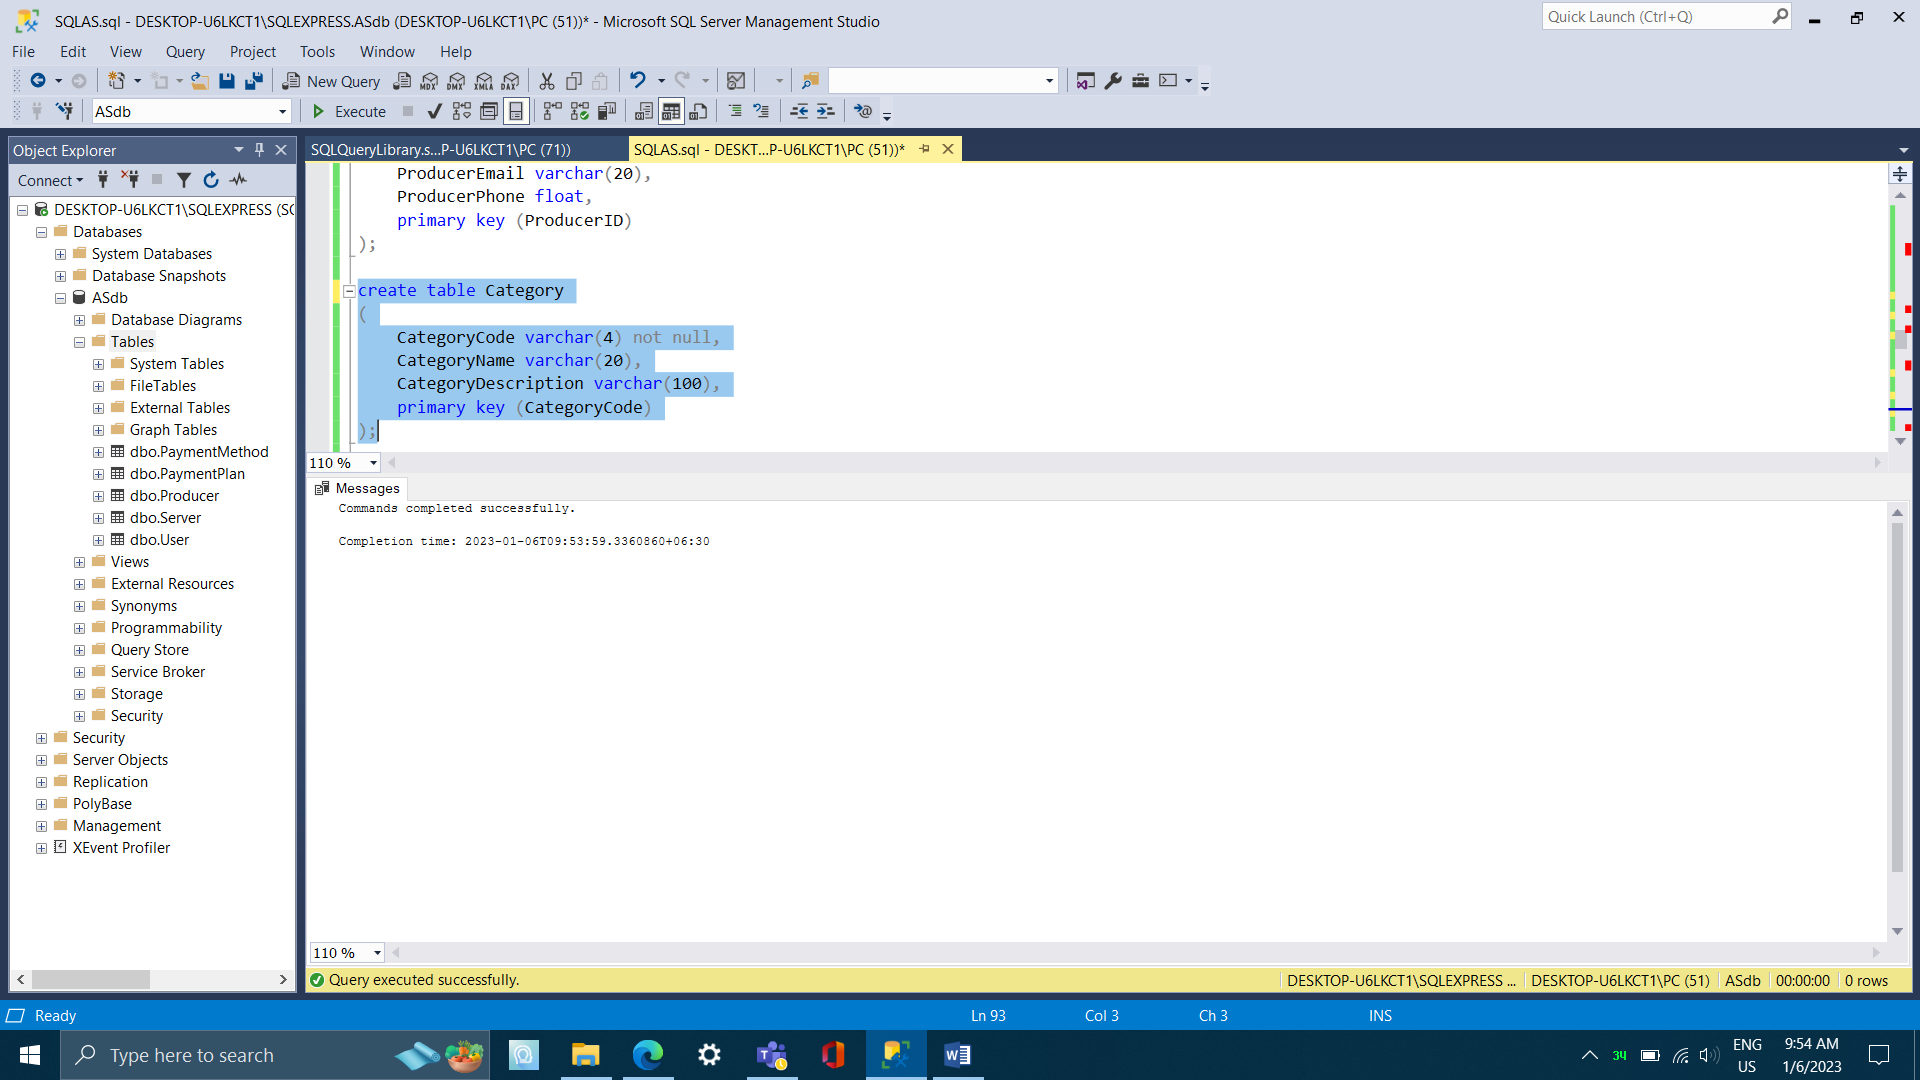 SQLAS.sql - DESKTOP-U6LKCT1\SQLEXPRESS.ASdb (DESKTOP-U6LKCT1\PC (51))* - Microsoft SQL Server Management Studio
Quick Launch (Ctrl+Q)
File Edit View Query Project Tools Window Help
New Query MDX DMX XMLA DAX
ASdb Execute
Object Explorer
Connect
DESKTOP-U6LKCT1\SQLEXPRESS (SQ
Databases
System Databases
Database Snapshots
ASdb
Database Diagrams
Tables
System Tables
FileTables
External Tables
Graph Tables
dbo.PaymentMethod
dbo.PaymentPlan
dbo.Producer
dbo.Server
dbo.User
Views
External Resources
Synonyms
Programmability
Query Store
Service Broker
Storage
Security
Security
Server Objects
Replication
PolyBase
Management
XEvent Profiler
SQLQueryLibrary.s...P-U6LKCT1\PC (71))
SQLAS.sql - DESKT...P-U6LKCT1\PC (51))*
ProducerEmail varchar(20),
ProducerPhone float,
primary key (ProducerID)
);
create table Category
(
CategoryCode varchar(4) not null,
CategoryName varchar(20),
CategoryDescription varchar(100),
primary key (CategoryCode)
);
110 %
Messages
Commands completed successfully.
Completion time: 2023-01-06T09:53:59.3360860+06:30
110 %
Query executed successfully.
DESKTOP-U6LKCT1\SQLEXPRESS ... DESKTOP-U6LKCT1\PC (51) ASdb 00:00:00 0 rows
Ready Ln 93 Col 3 Ch 3 INS
Type here to search
34
ENG
US
9:54 AM
1/6/2023